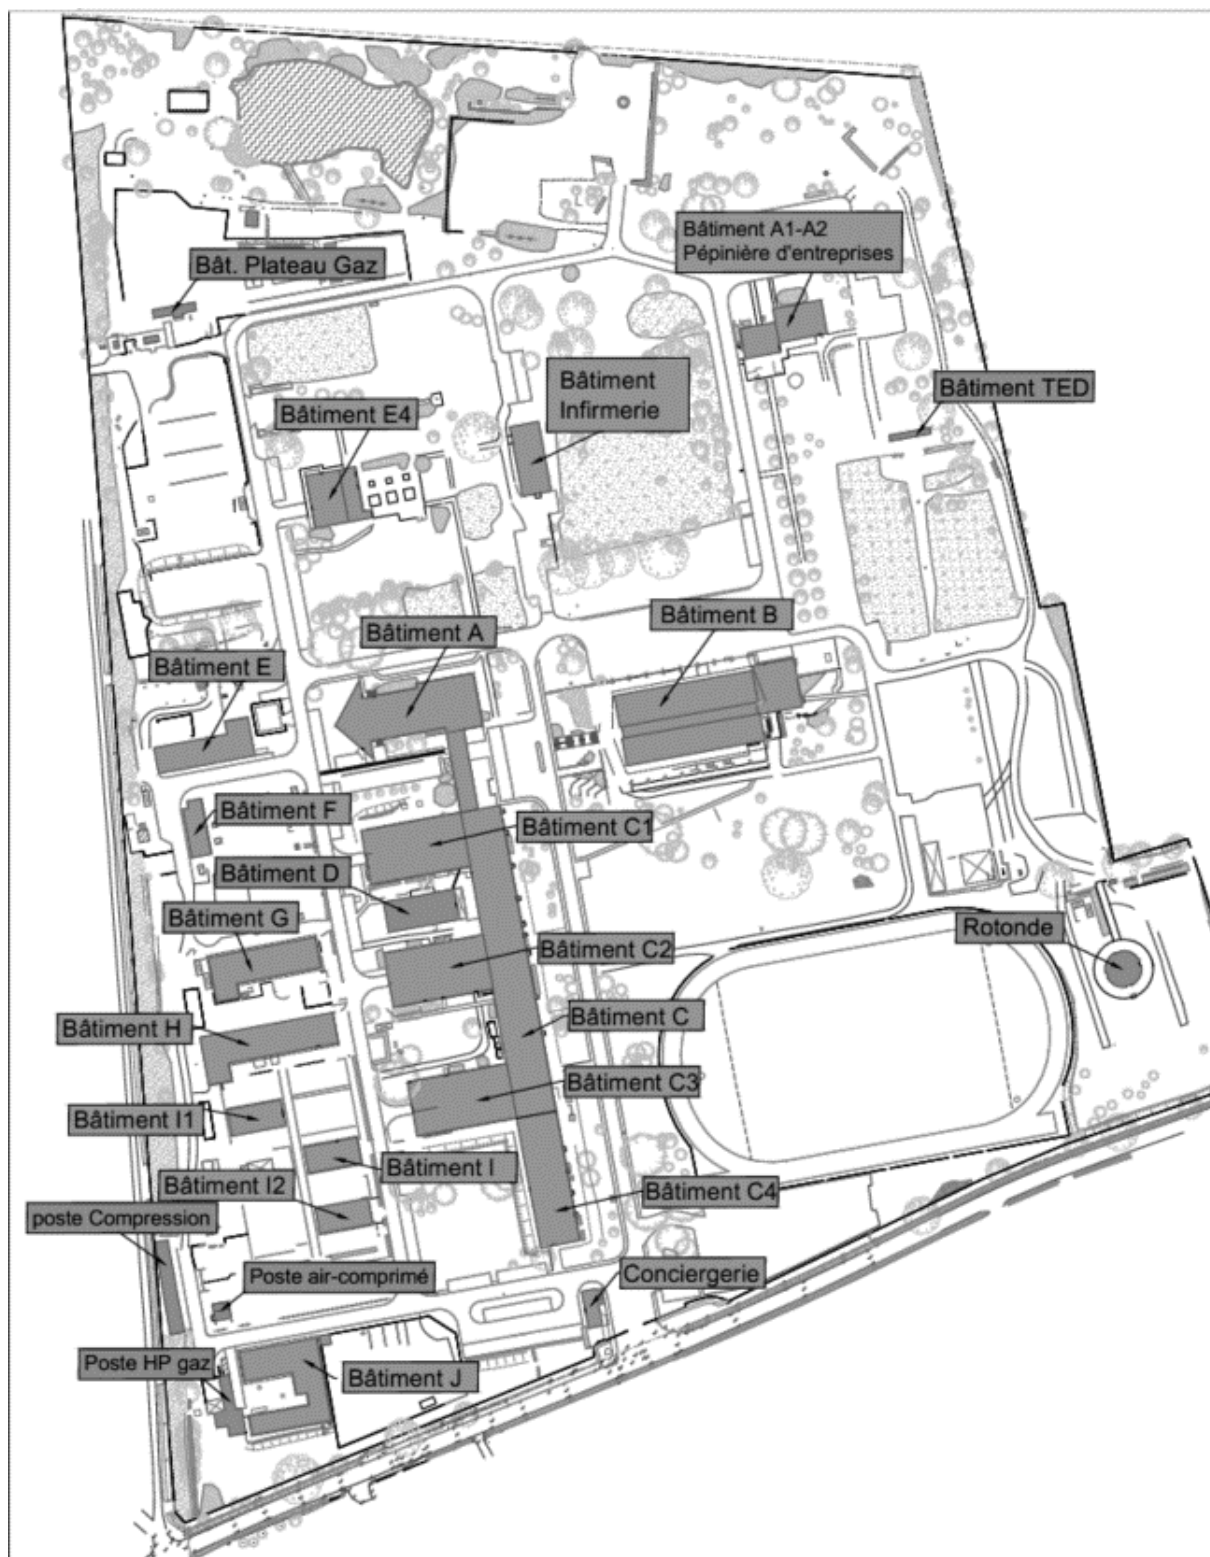 Bâtiment A1-A2
Pépinière d'entreprises
Bât. Plateau Gaz
Bâtiment
Infirmerie
Bâtiment TED
Bâtiment E4
Bâtiment B
Bâtiment A
Bâtiment E
Bâtiment F
Bâtiment C1
Bâtiment D
Bâtiment G
Rotonde
Bâtiment C2
Bâtiment C
Bâtiment H
Bâtiment C3
Bâtiment I1
Bâtiment I
Bâtiment I2
Bâtiment C4
poste Compression
Poste air-comprimé
Conciergerie
Poste HP gaz
Bâtiment J